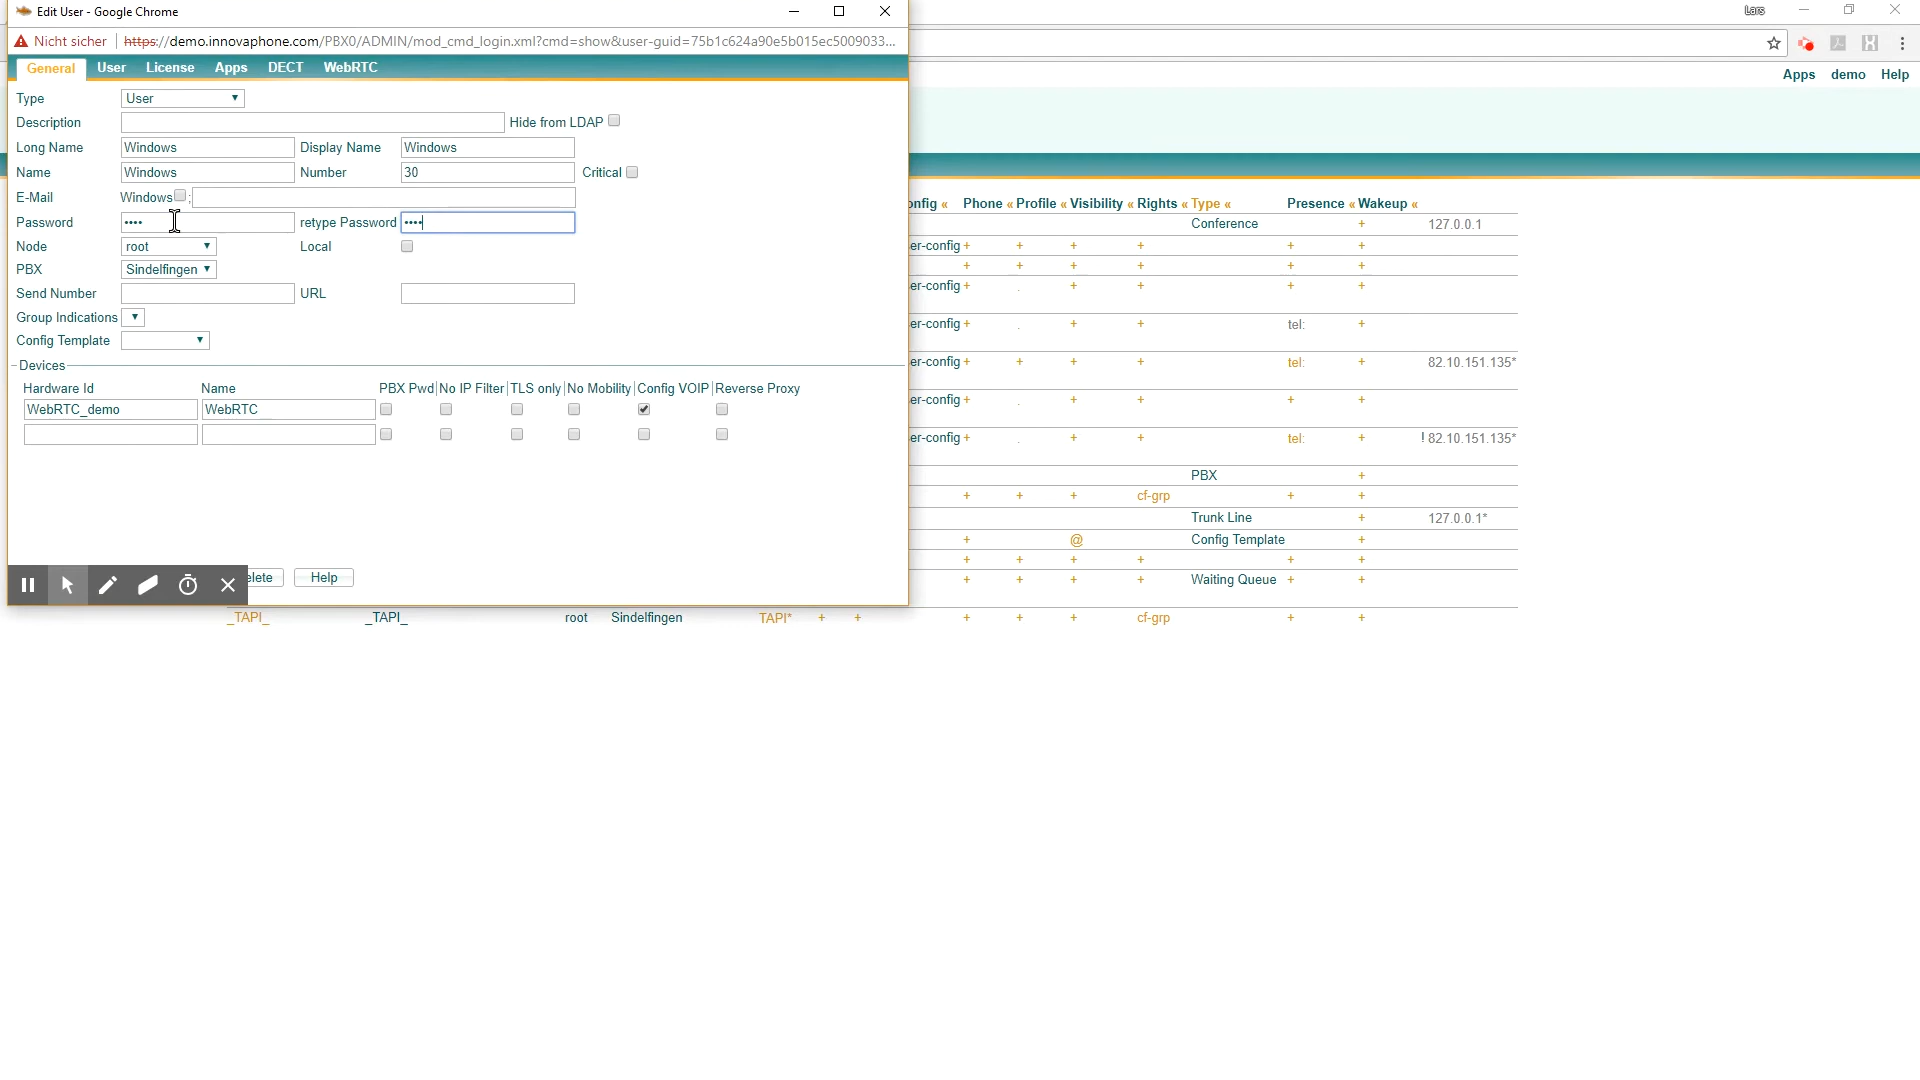 Edit User - Google Chrome
Nicht sicher https://demo.innovaphone.com/PBX0/ADMIN/mod_cmd_login.xml?cmd=show&user-guid=75b1c624a90e5b015ec5009033...
General User License Apps DECT WebRTC
Type User
Description Hide from LDAP
Long Name Windows Display Name Windows
Name Windows Number 30 Critical
E-Mail Windows ;
Password •••• retype Password ••••
Node root Local
PBX Sindelfingen
Send Number URL
Group Indications
Config Template
Devices
Hardware Id Name PBX Pwd No IP Filter TLS only No Mobility Config VOIP Reverse Proxy
WebRTC_demo WebRTC
elete Help
Lars
Apps demo Help
onfig « Phone « Profile « Visibility « Rights « Type « Presence « Wakeup «
Conference + 127.0.0.1
er-config + + + + + +
+ + + + + +
er-config + . + + + +
er-config + . + + tel: +
er-config + + + + tel: + 82.10.151.135*
er-config + . + + + +
er-config + . + + tel: + ! 82.10.151.135*
PBX +
+ + + cf-grp + +
Trunk Line + 127.0.0.1*
+ @ Config Template +
+ + + + + +
+ + + + Waiting Queue + +
_TAPI_ _TAPI_ root Sindelfingen TAPI* + + + + + cf-grp + +